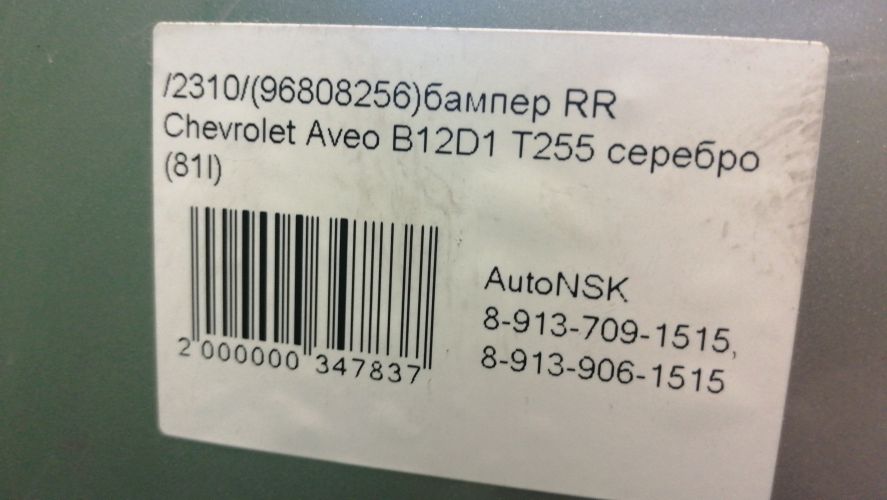 /2310/(96808256)бампер RR
Chevrolet Aveo B12D1 T255 серебро
(81I)
AutoNSK
8-913-709-1515,
8-913-906-1515
2 000000 347837